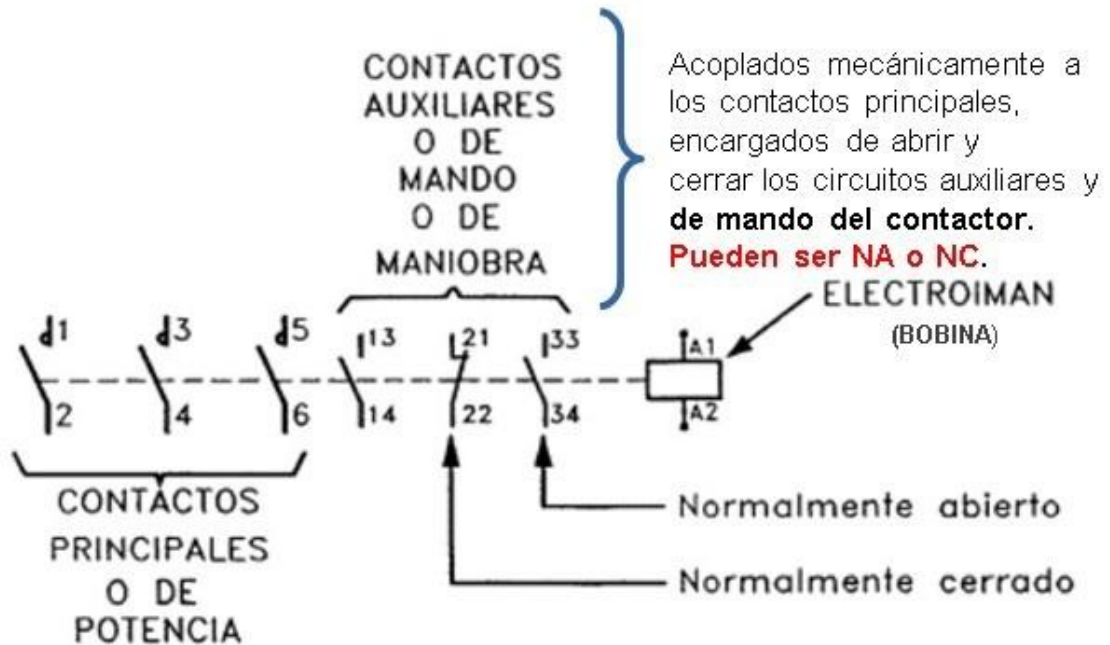 CONTACTOS
AUXILIARES
O DE
MANDO
O DE
MANIOBRA
Acoplados mecánicamente a
los contactos principales,
encargados de abrir y
cerrar los circuitos auxiliares y
de mando del contactor.
Pueden ser NA o NC.
ELECTROIMAN
(BOBINA)
1 3 5 13 21 33 A1
2 4 6 14 22 34 A2
CONTACTOS
PRINCIPALES
O DE
POTENCIA
Normalmente abierto
Normalmente cerrado